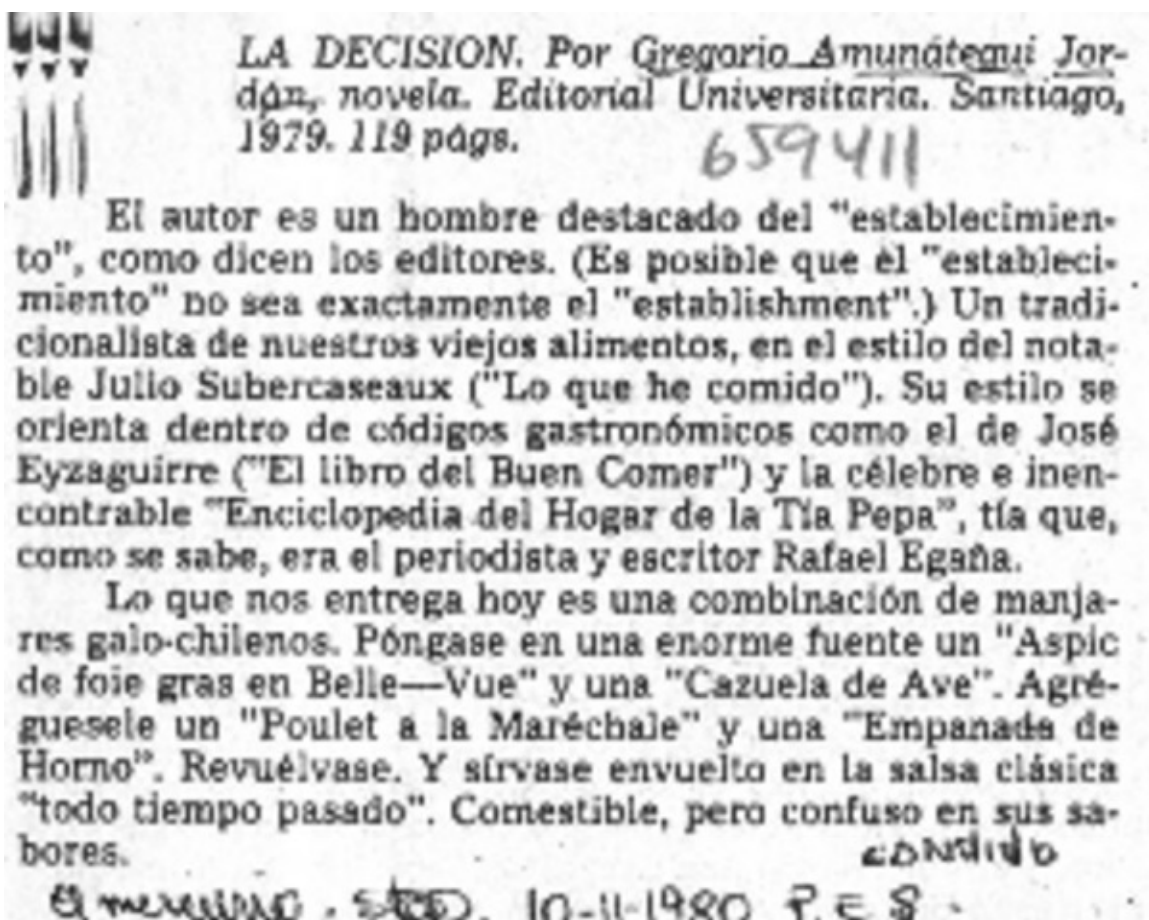 LA DECISION. Por Gregorio Amunátegui Jor-
dán, novela. Editorial Universitaria. Santiago,
1979. 119 págs.
659411
El autor es un hombre destacado del "establecimien-
to", como dicen los editores. (Es posible que el "estableci-
miento" no sea exactamente el "establishment".) Un tradi-
cionalista de nuestros viejos alimentos, en el estilo del nota-
ble Julio Subercaseaux ("Lo que he comido"). Su estilo se
orienta dentro de códigos gastronómicos como el de José
Eyzaguirre ("El libro del Buen Comer") y la célebre e inen-
contrable "Enciclopedia del Hogar de la Tía Pepa", tía que,
como se sabe, era el periodista y escritor Rafael Egaña.
Lo que nos entrega hoy es una combinación de manja-
res galo-chilenos. Póngase en una enorme fuente un "Aspic
de foie gras en Belle—Vue" y una "Cazuela de Ave". Agré-
guesele un "Poulet a la Maréchale" y una "Empanada de
Horno". Revuélvase. Y sírvase envuelto en la salsa clásica
"todo tiempo pasado". Comestible, pero confuso en sus sa-
bores.
El mercurio. STGO. 10-11-1980 P. E 8.